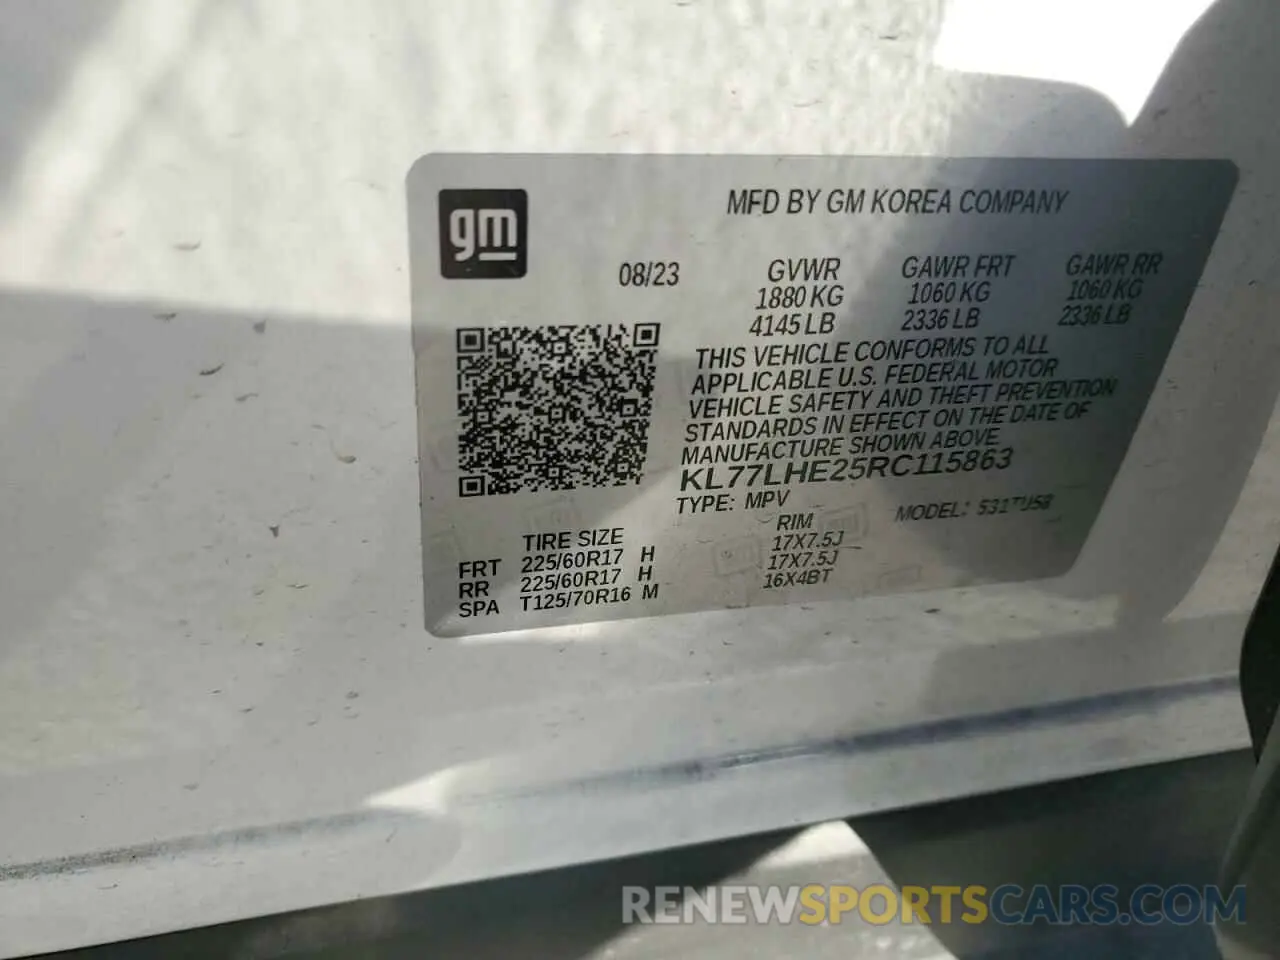 gm
MFD BY GM KOREA COMPANY
08/23
GVWR GAWR FRT GAWR RR
1880 KG 1060 KG 1060 KG
4145 LB 2336 LB 2336 LB
THIS VEHICLE CONFORMS TO ALL
APPLICABLE U.S. FEDERAL MOTOR
VEHICLE SAFETY AND THEFT PREVENTION
STANDARDS IN EFFECT ON THE DATE OF
MANUFACTURE SHOWN ABOVE
KL77LHE25RC115863
TYPE: MPV MODEL: 531TU58
TIRE SIZE RIM
FRT 225/60R17 H 17X7.5J
RR 225/60R17 H 17X7.5J
SPA T125/70R16 M 16X4BT
RENEWSPORTSCARS.COM